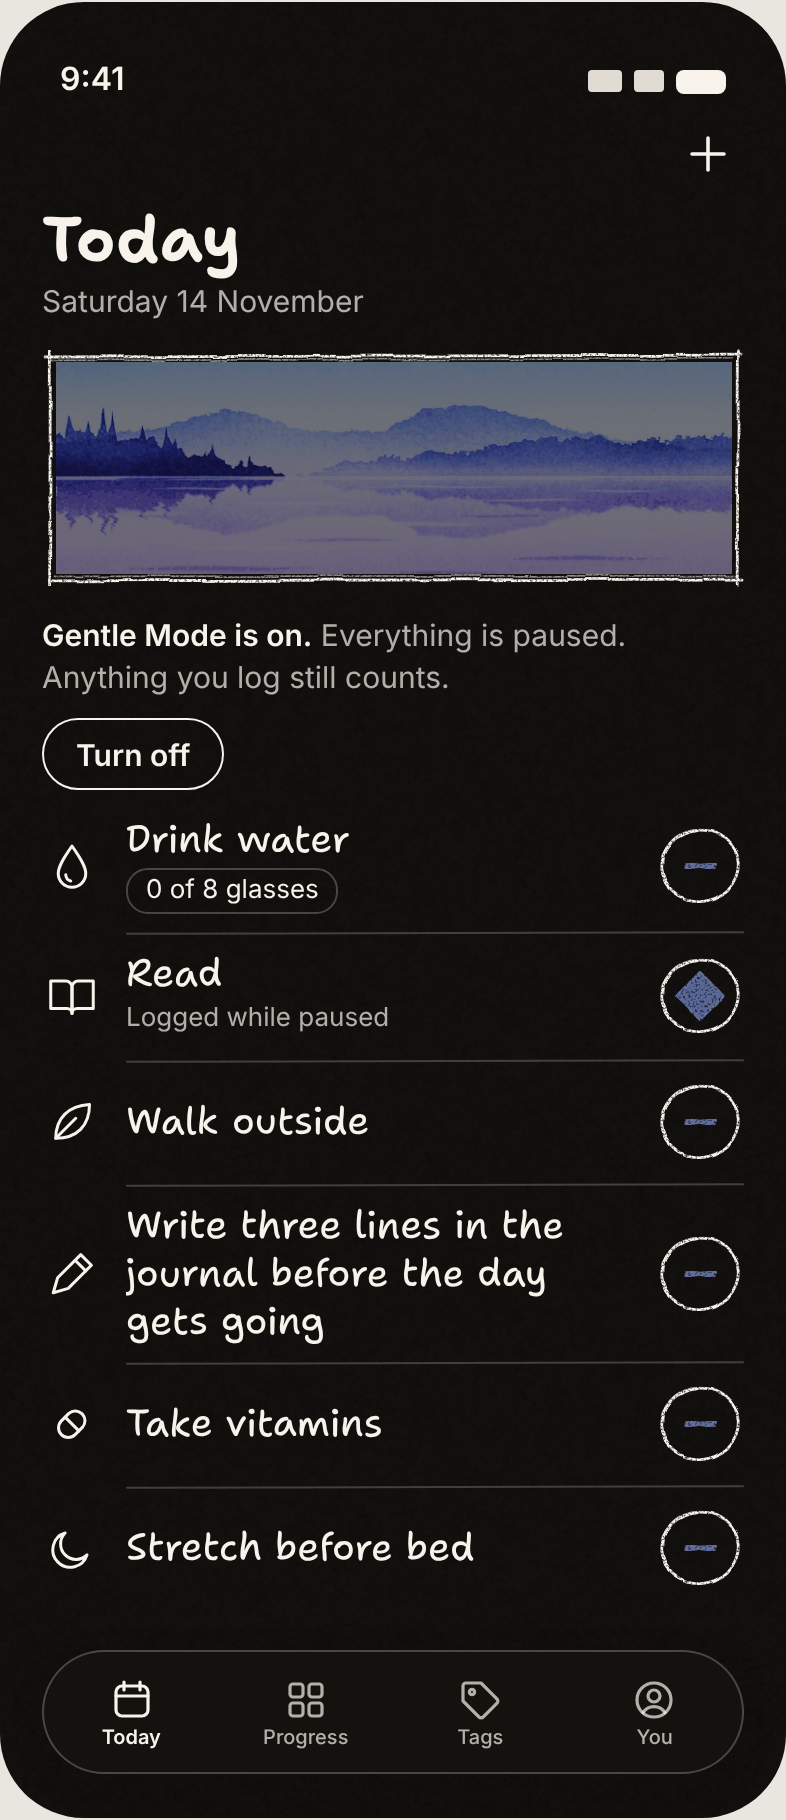 9:41
Today
Saturday 14 November
Gentle Mode is on. Everything is paused.
Anything you log still counts.
Turn off
Drink water
0 of 8 glasses
Read
Logged while paused
Walk outside
Write three lines in the
journal before the day
gets going
Take vitamins
Stretch before bed
Today
Progress
Tags
You